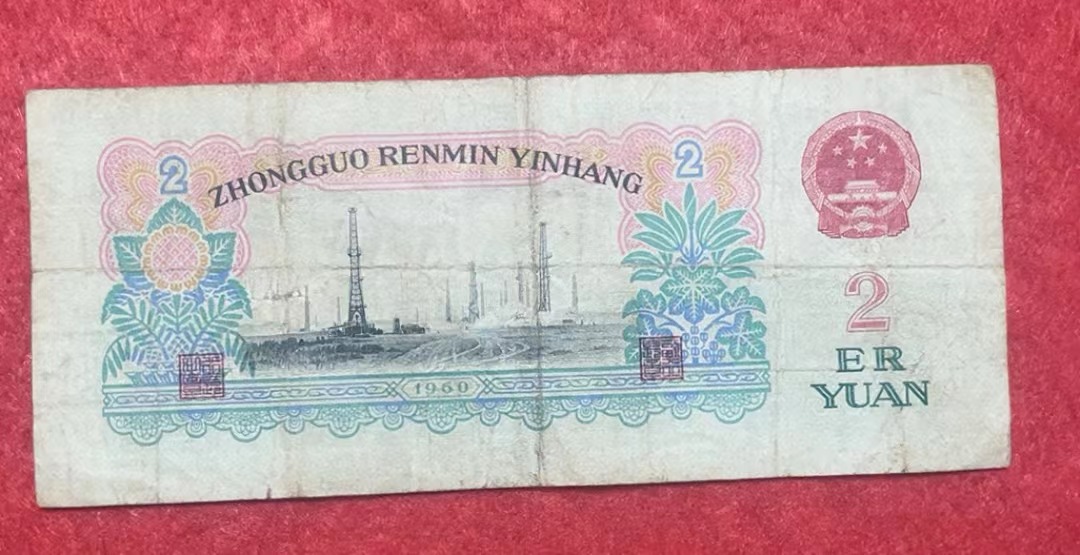 ZHONGGUO RENMIN YINHANG
2
2
1960
2
ER
YUAN